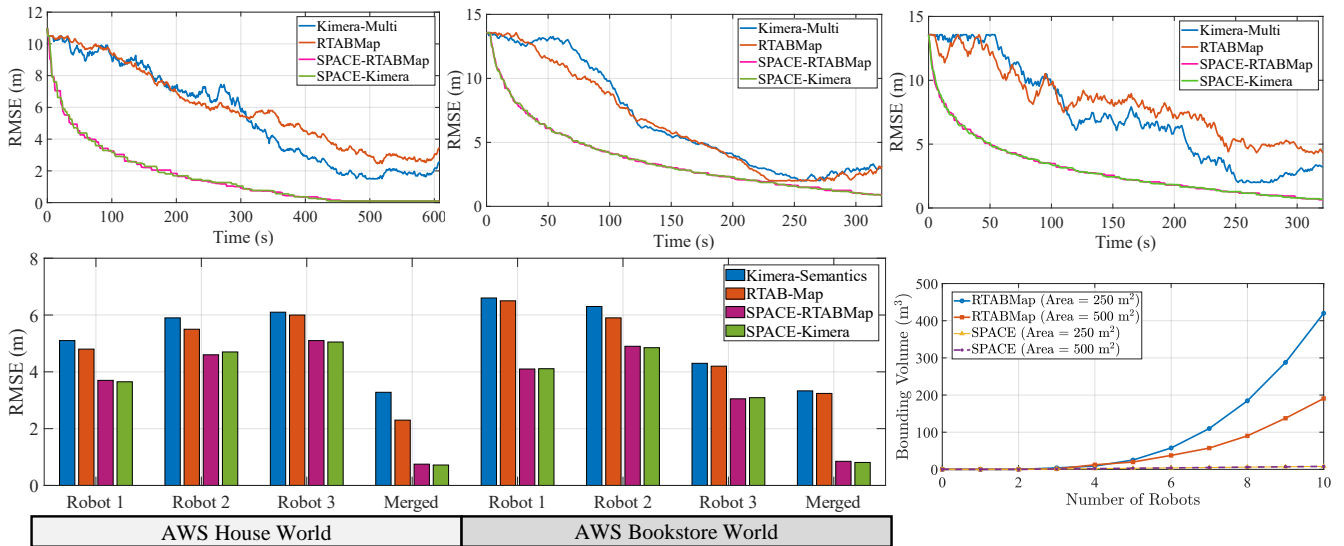 12
10
8
6
4
2
0
RMSE (m)
0 100 200 300 400 500 600
Time (s)
Kimera-Multi
RTABMap
SPACE-RTABMap
SPACE-Kimera
15
10
5
0
RMSE (m)
0 50 100 150 200 250 300
Time (s)
Kimera-Multi
RTABMap
SPACE-RTABMap
SPACE-Kimera
15
10
5
0
RMSE (m)
0 50 100 150 200 250 300
Time (s)
Kimera-Multi
RTABMap
SPACE-RTABMap
SPACE-Kimera
8
6
4
2
0
RMSE (m)
Kimera-Semantics
RTAB-Map
SPACE-RTABMap
SPACE-Kimera
Robot 1 Robot 2 Robot 3 Merged Robot 1 Robot 2 Robot 3 Merged
AWS House World AWS Bookstore World
500
400
300
200
100
0
Bounding Volume (m³)
RTABMap (Area = 250 m²)
RTABMap (Area = 500 m²)
SPACE (Area = 250 m²)
SPACE (Area = 500 m²)
0 2 4 6 8 10
Number of Robots